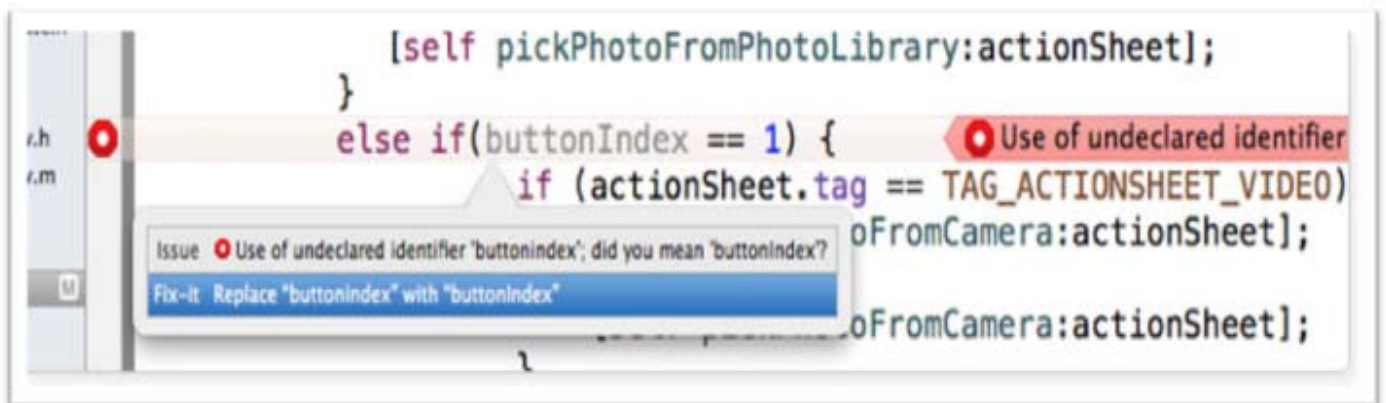 [self pickPhotoFromPhotoLibrary:actionSheet];
}
else if(buttonIndex == 1) {
Use of undeclared identifier
if (actionSheet.tag == TAG_ACTIONSHEET_VIDEO)
oFromCamera:actionSheet];
Issue Use of undeclared identifier 'buttonindex'; did you mean 'buttonIndex'?
Fix-it Replace "buttonindex" with "buttonIndex"
oFromCamera:actionSheet];
}
.h
.m
M